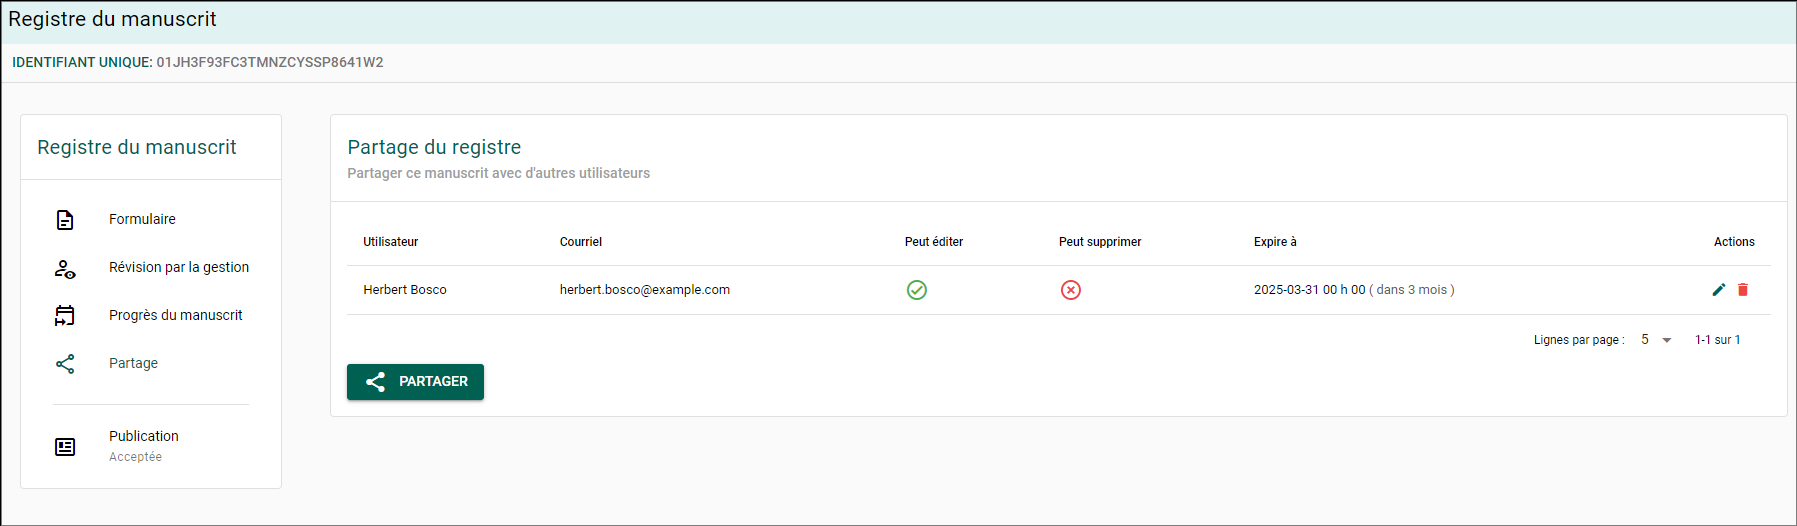 Registre du manuscrit
IDENTIFIANT UNIQUE: 01JH3F93FC3TMNZCYSSP8641W2
Registre du manuscrit
Formulaire
Révision par la gestion
Progrès du manuscrit
Partage
Publication
Acceptée
Partage du registre
Partager ce manuscrit avec d'autres utilisateurs
Utilisateur Courriel Peut éditer Peut supprimer Expire à Actions
Herbert Bosco herbert.bosco@example.com 2025-03-31 00 h 00 ( dans 3 mois )
Lignes par page : 5 1-1 sur 1
PARTAGER